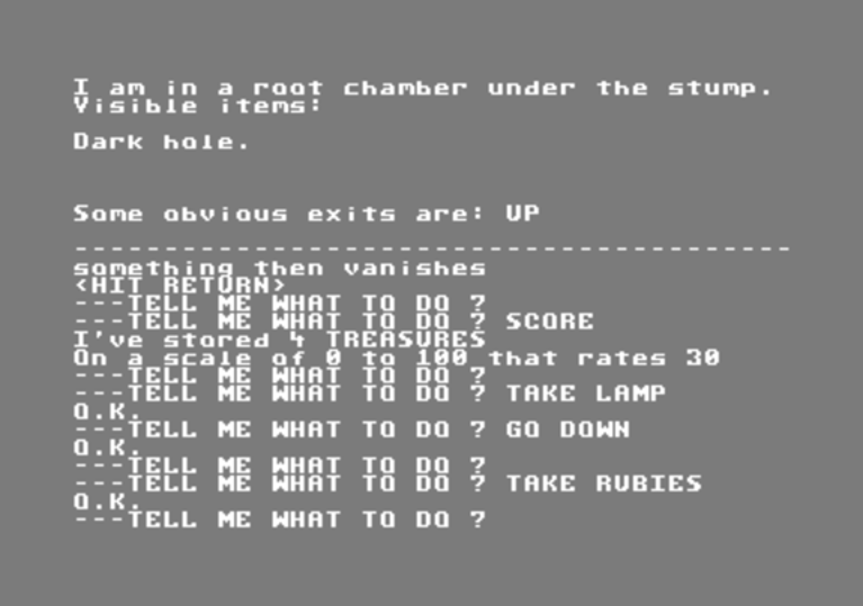 I am in a root chamber under the stump.
Visible items:
Dark hole.
Some obvious exits are: UP
----------------------------------------
something then vanishes
<HIT RETURN>
---TELL ME WHAT TO DO ?
---TELL ME WHAT TO DO ? SCORE
I've stored 4 TREASURES
On a scale of 0 to 100 that rates 30
---TELL ME WHAT TO DO ?
---TELL ME WHAT TO DO ? TAKE LAMP
O.K.
---TELL ME WHAT TO DO ? GO DOWN
O.K.
---TELL ME WHAT TO DO ?
---TELL ME WHAT TO DO ? TAKE RUBIES
O.K.
---TELL ME WHAT TO DO ?